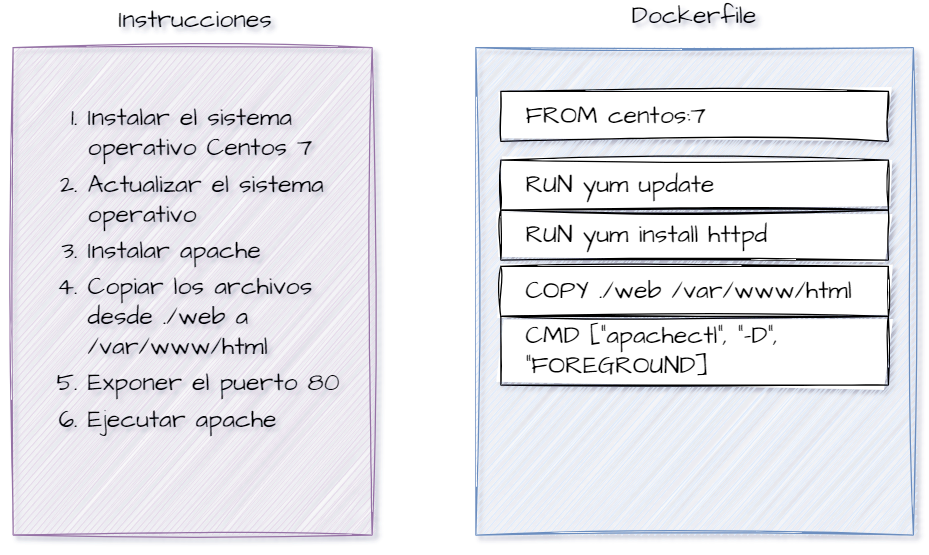 Instrucciones
1. Instalar el sistema
operativo Centos 7
2. Actualizar el sistema
operativo
3. Instalar apache
4. Copiar los archivos
desde ./web a
/var/www/html
5. Exponer el puerto 80
6. Ejecutar apache
Dockerfile
FROM centos:7
RUN yum update
RUN yum install httpd
COPY ./web /var/www/html
CMD ["apachectl", "-D",
"FOREGROUND]